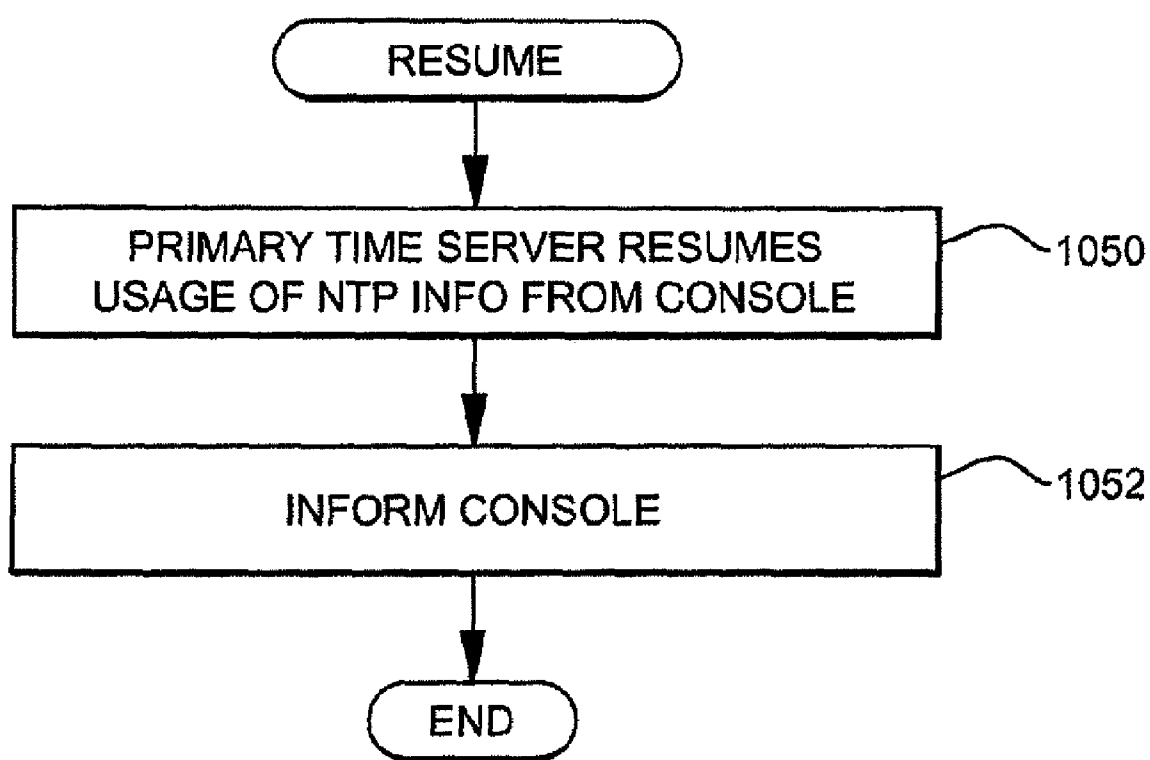 RESUME
PRIMARY TIME SERVER RESUMES
USAGE OF NTP INFO FROM CONSOLE
1050
INFORM CONSOLE
1052
END